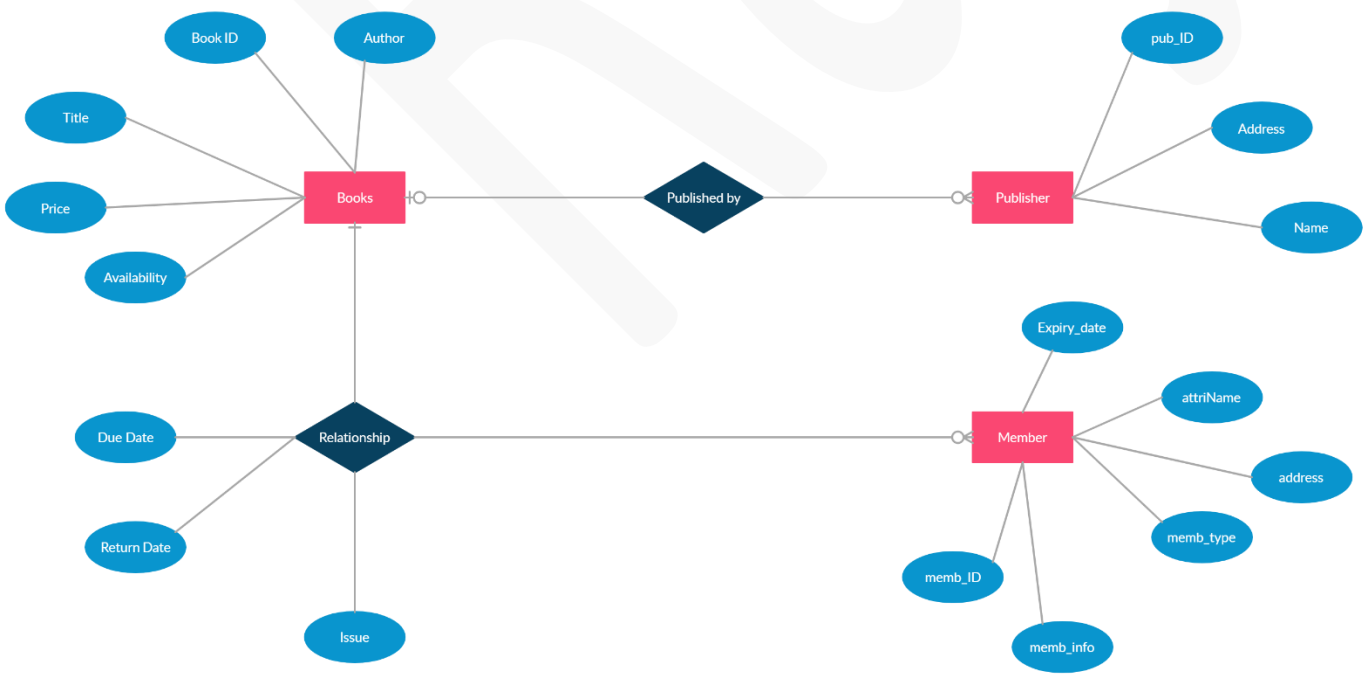 Book ID
Author
pub_ID
Title
Address
Books
Published by
Publisher
Price
Name
Availability
Expiry_date
attriName
Due Date
Relationship
Member
address
Return Date
memb_type
memb_ID
Issue
memb_info